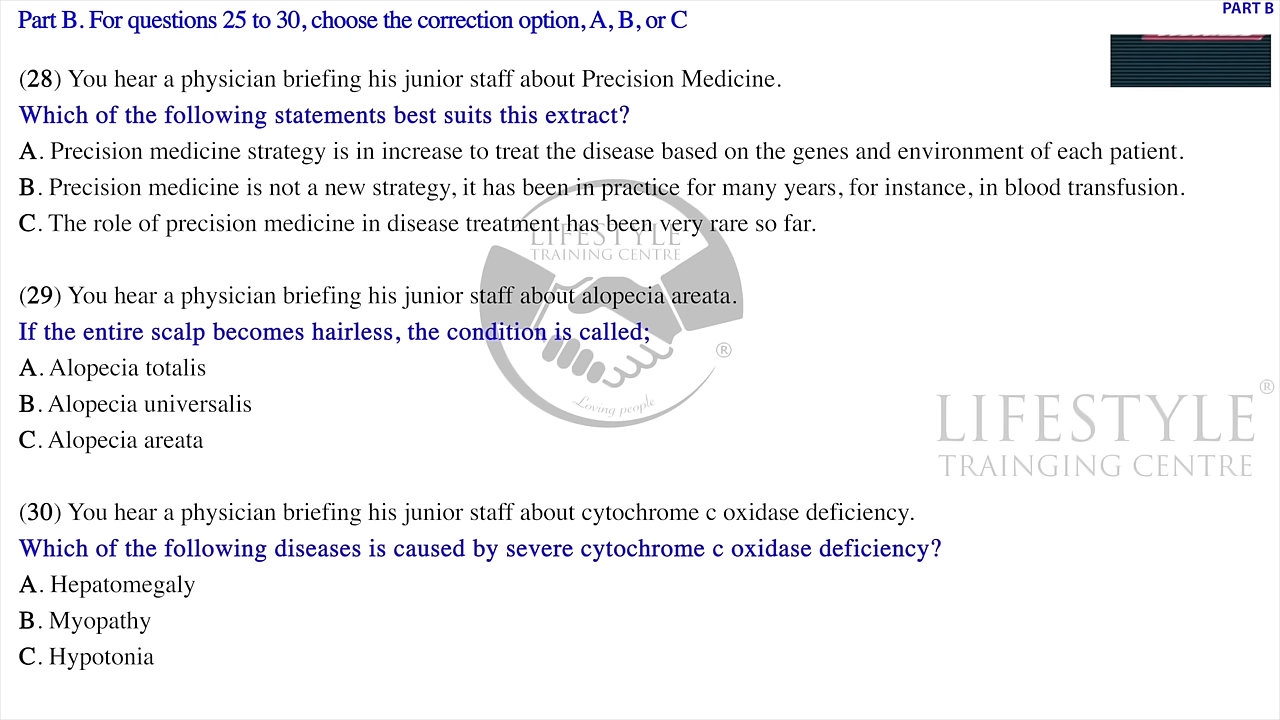 PART B
Part B. For questions 25 to 30, choose the correction option, A, B, or C
(28) You hear a physician briefing his junior staff about Precision Medicine.
Which of the following statements best suits this extract?
A. Precision medicine strategy is in increase to treat the disease based on the genes and environment of each patient.
B. Precision medicine is not a new strategy, it has been in practice for many years, for instance, in blood transfusion.
C. The role of precision medicine in disease treatment has been very rare so far.
LIFESTYLE
TRAINING CENTRE
(29) You hear a physician briefing his junior staff about alopecia areata.
If the entire scalp becomes hairless, the condition is called;
®
A. Alopecia totalis
B. Alopecia universalis
Loving people
C. Alopecia areata
LIFESTYLE ®
TRAINGING CENTRE
(30) You hear a physician briefing his junior staff about cytochrome c oxidase deficiency.
Which of the following diseases is caused by severe cytochrome c oxidase deficiency?
A. Hepatomegaly
B. Myopathy
C. Hypotonia